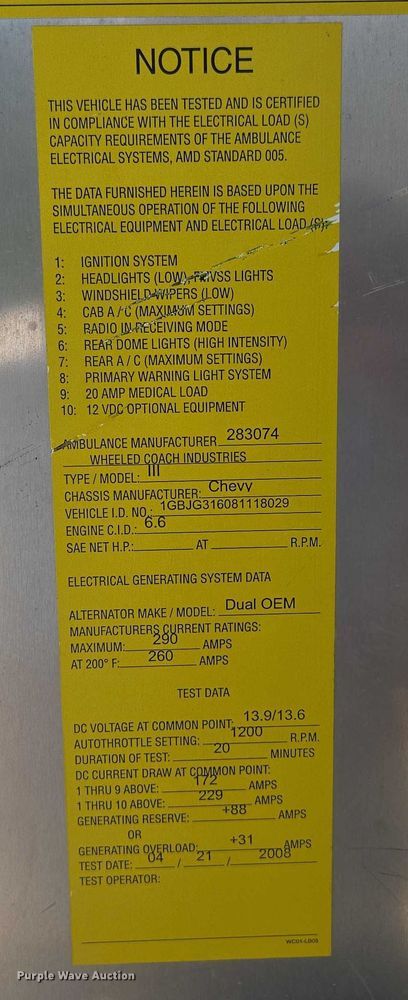 NOTICE
THIS VEHICLE HAS BEEN TESTED AND IS CERTIFIED
IN COMPLIANCE WITH THE ELECTRICAL LOAD (S)
CAPACITY REQUIREMENTS OF THE AMBULANCE
ELECTRICAL SYSTEMS, AMD STANDARD 005.
THE DATA FURNISHED HEREIN IS BASED UPON THE
SIMULTANEOUS OPERATION OF THE FOLLOWING
ELECTRICAL EQUIPMENT AND ELECTRICAL LOAD (S):
1: IGNITION SYSTEM
2: HEADLIGHTS (LOW), FMVSS LIGHTS
3: WINDSHIELD WIPERS (LOW)
4: CAB A / C (MAXIMUM SETTINGS)
5: RADIO IN RECEIVING MODE
6: REAR DOME LIGHTS (HIGH INTENSITY)
7: REAR A / C (MAXIMUM SETTINGS)
8: PRIMARY WARNING LIGHT SYSTEM
9: 20 AMP MEDICAL LOAD
10: 12 VDC OPTIONAL EQUIPMENT
AMBULANCE MANUFACTURER 283074
WHEELED COACH INDUSTRIES
TYPE / MODEL: III
CHASSIS MANUFACTURER: Chevy
VEHICLE I.D. NO.: 1GBJG316081118029
ENGINE C.I.D.: 6.6
SAE NET H.P.: AT R.P.M.
ELECTRICAL GENERATING SYSTEM DATA
ALTERNATOR MAKE / MODEL: Dual OEM
MANUFACTURERS CURRENT RATINGS:
MAXIMUM: 290 AMPS
AT 200° F: 260 AMPS
TEST DATA
DC VOLTAGE AT COMMON POINT: 13.9/13.6
AUTOTHROTTLE SETTING: 1200 R.P.M.
DURATION OF TEST: 20 MINUTES
DC CURRENT DRAW AT COMMON POINT:
1 THRU 9 ABOVE: 172 AMPS
1 THRU 10 ABOVE: 229 AMPS
GENERATING RESERVE: +88 AMPS
OR
GENERATING OVERLOAD: +31 AMPS
TEST DATE: 04 / 21 / 2008
TEST OPERATOR:
WC01-LB05
Purple Wave Auction